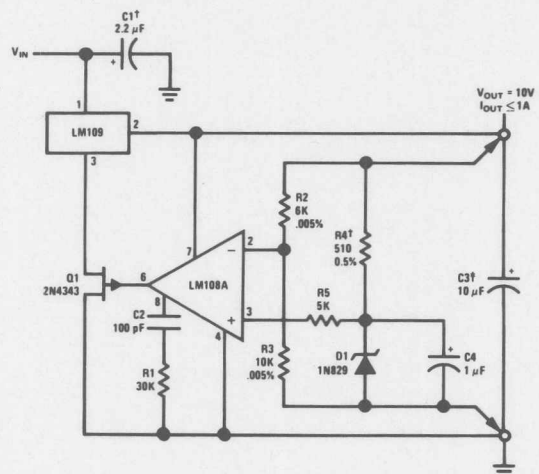 C1†
2.2 μF
+
VIN
VOUT = 10V
IOUT ≤ 1A
1
LM109
2
3
R2
6K
.005%
R4†
510
0.5%
7
2
−
Q1
2N4343
6
LM108A
C3†
10 μF
+
8
R5
5K
3
+
C2
100 pF
4
R3
10K
.005%
D1
1N829
+
C4
1 μF
R1
30K